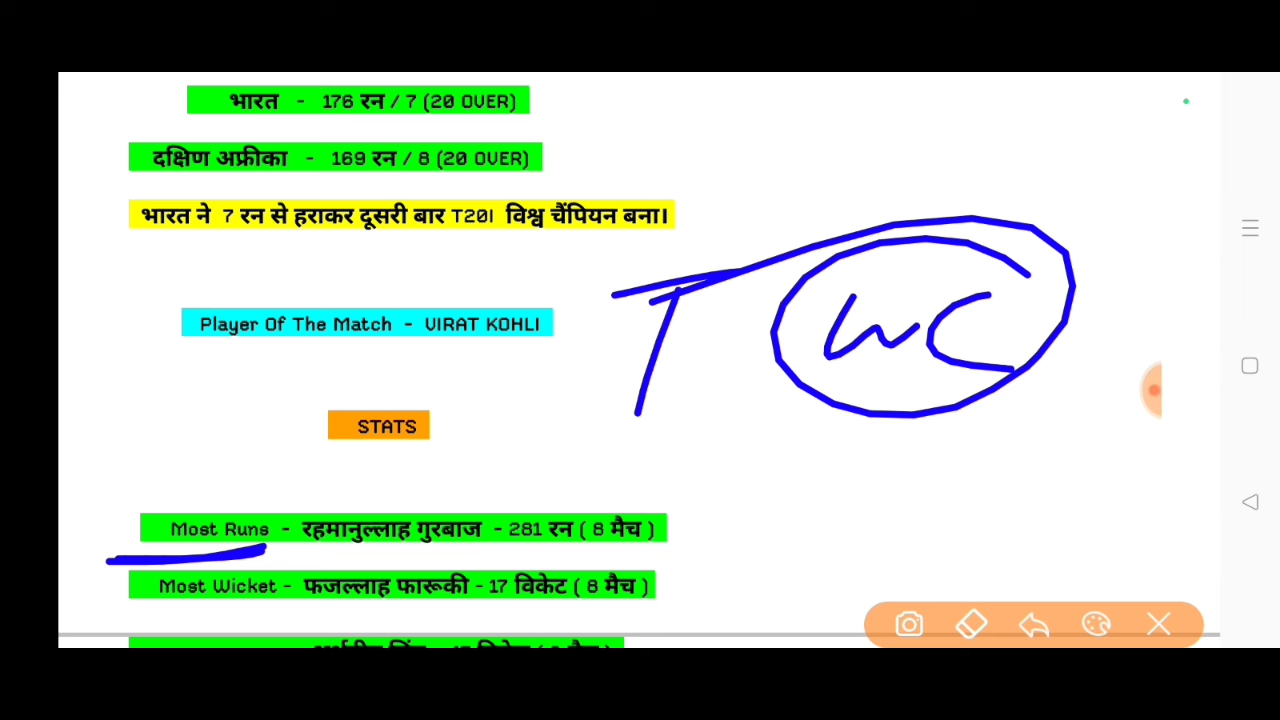 भारत - 176 रन / 7 (20 OVER)
दक्षिण अफ्रीका - 169 रन / 8 (20 OVER)
भारत ने 7 रन से हराकर दूसरी बार T20I विश्व चैंपियन बना।
T WC
Player Of The Match - VIRAT KOHLI
STATS
Most Runs - रहमानुल्लाह गुरबाज - 281 रन ( 8 मैच )
Most Wicket - फजल्लाह फारूकी - 17 विकेट ( 8 मैच )